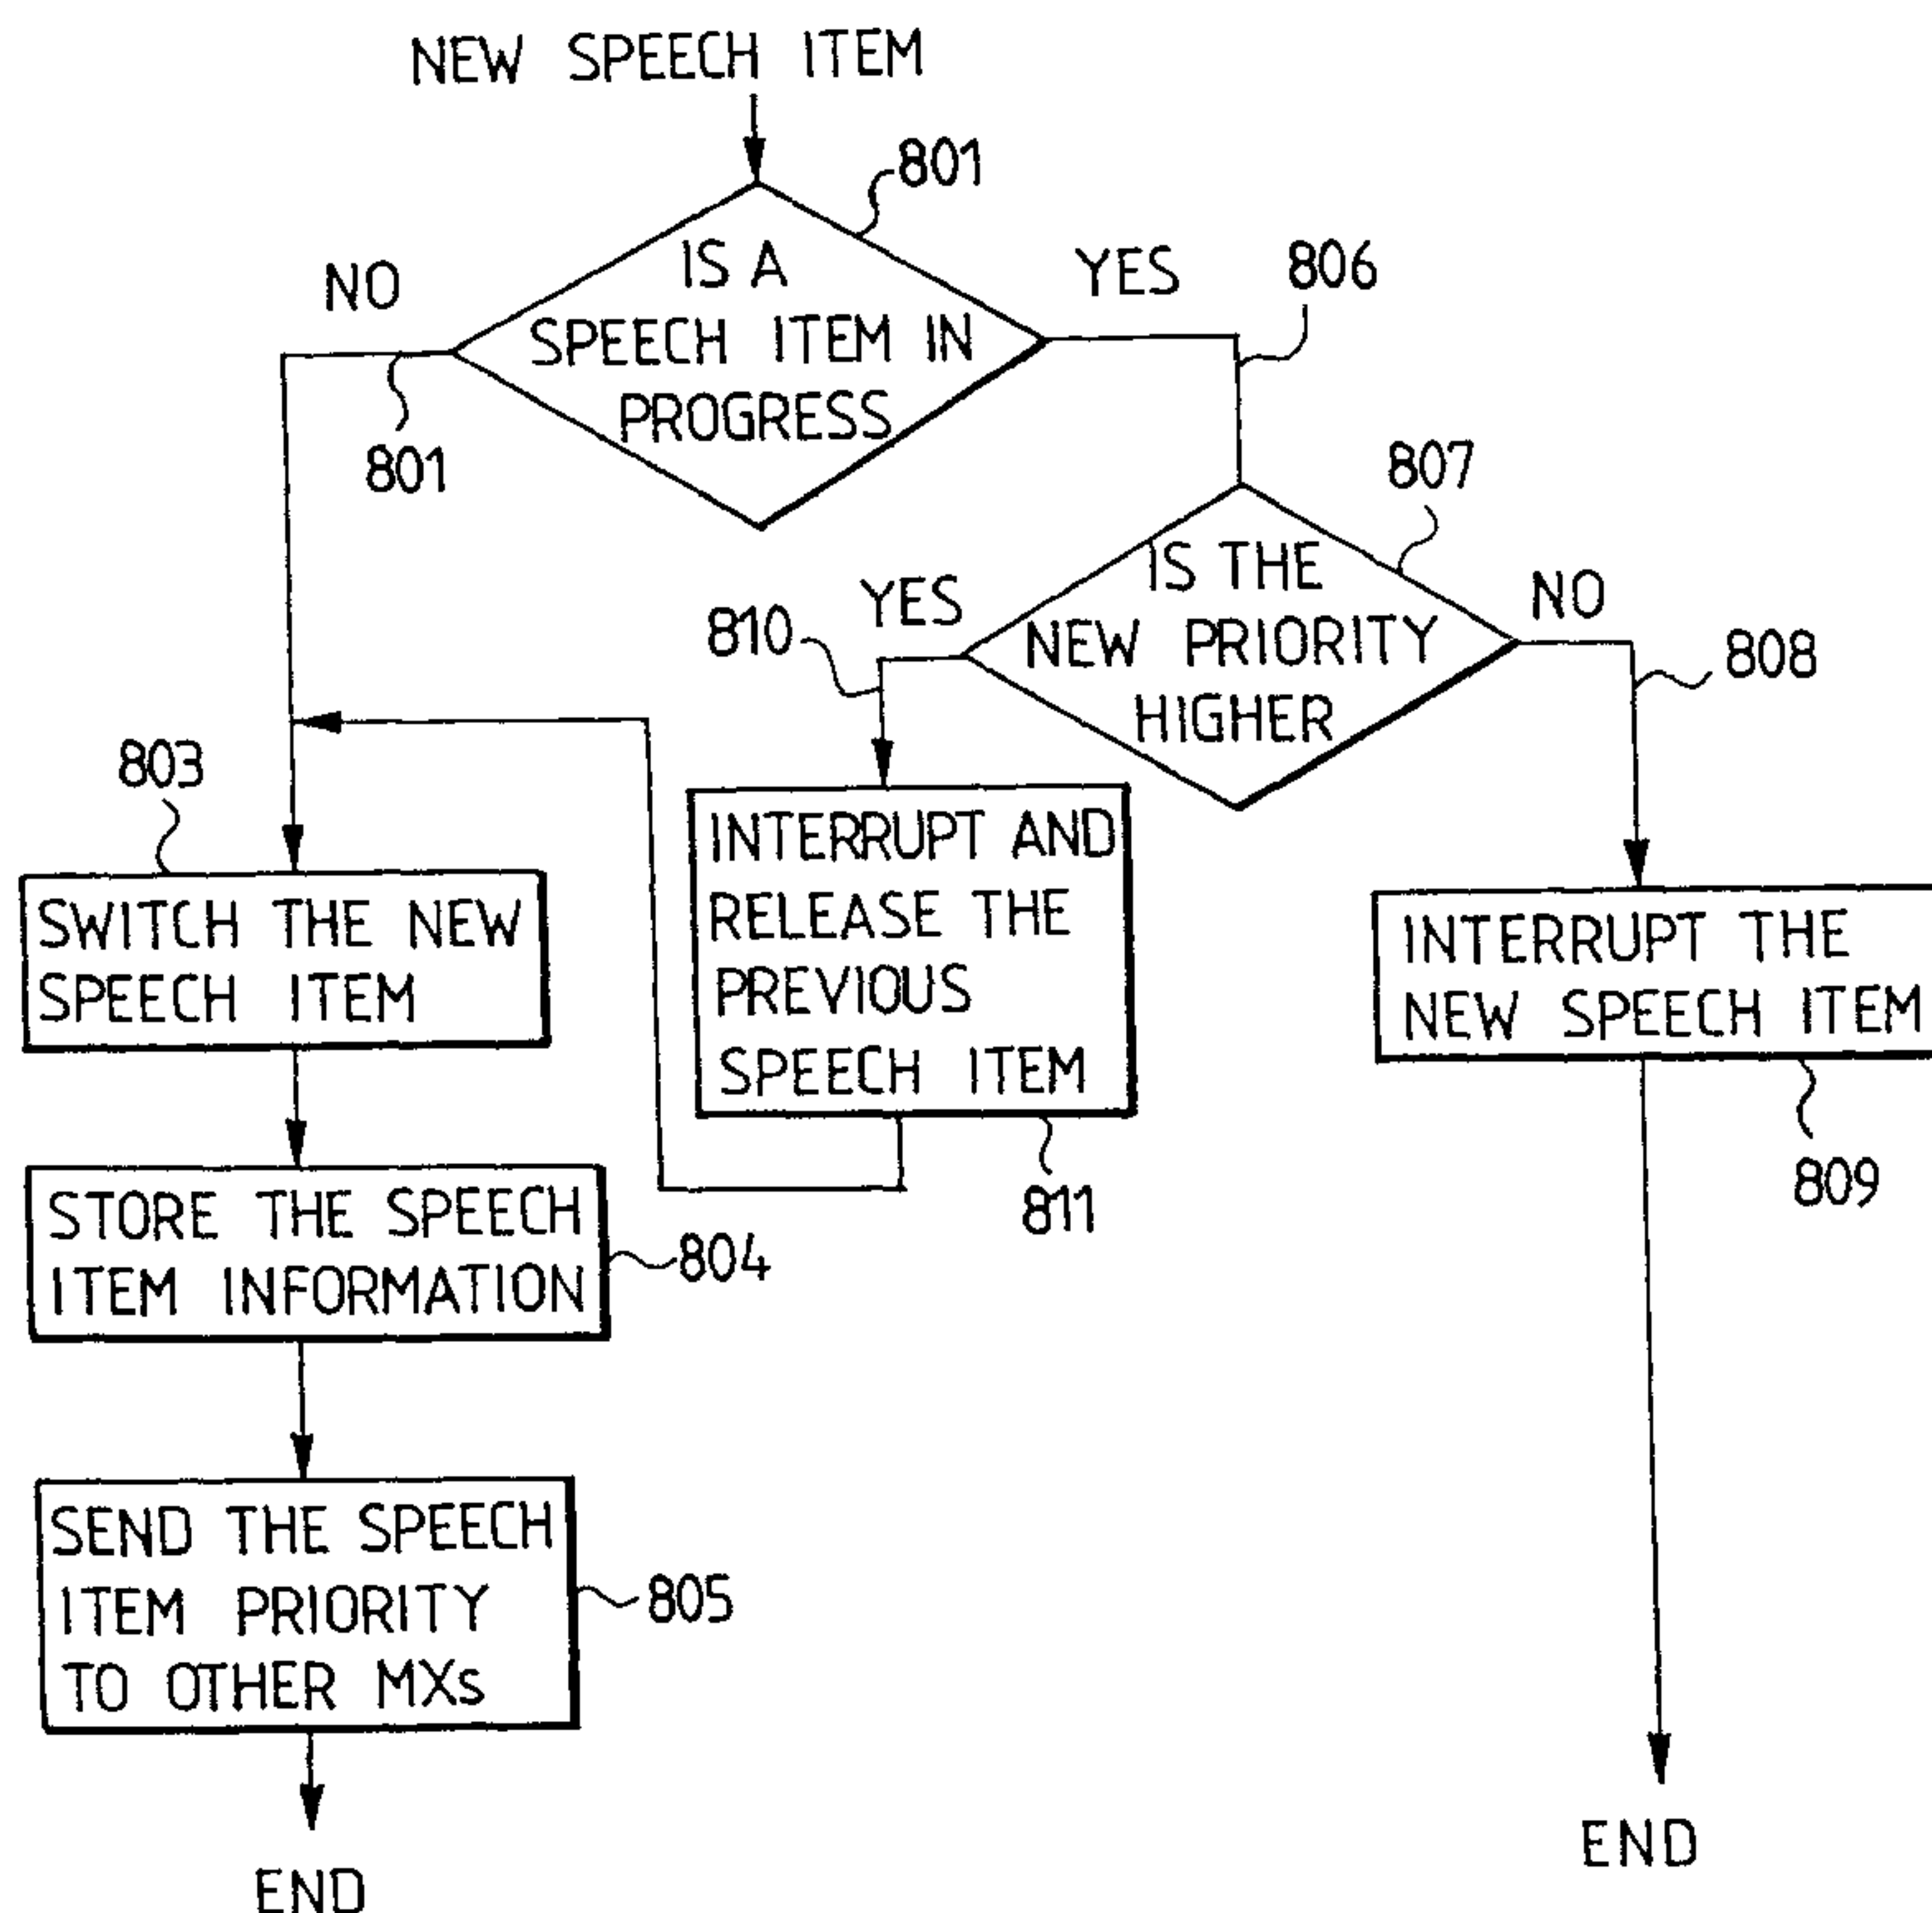 NEW SPEECH ITEM
801
IS A
SPEECH ITEM IN
PROGRESS
NO
801
YES
806
807
IS THE
NEW PRIORITY
HIGHER
YES
810
NO
808
803
SWITCH THE NEW
SPEECH ITEM
INTERRUPT AND
RELEASE THE
PREVIOUS
SPEECH ITEM
811
INTERRUPT THE
NEW SPEECH ITEM
809
STORE THE SPEECH
ITEM INFORMATION
804
SEND THE SPEECH
ITEM PRIORITY
TO OTHER MXs
805
END
END